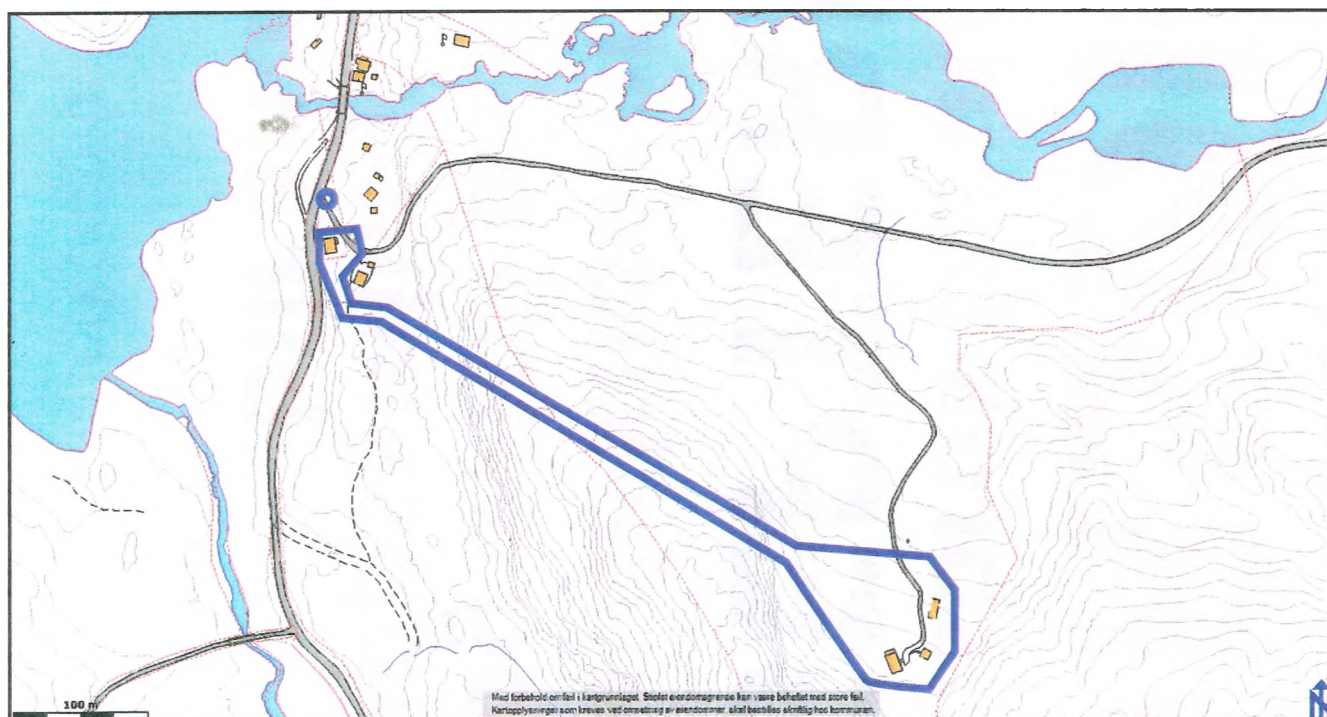 100 m
Med forbehold om feil i kartgrunnlaget. Stiplet eiendomsgrense kan være beheftet med store feil.
Kartopplysninger som kreves ved omsetning av eiendommer, skal bestilles skriftlig hos kommunen.
N